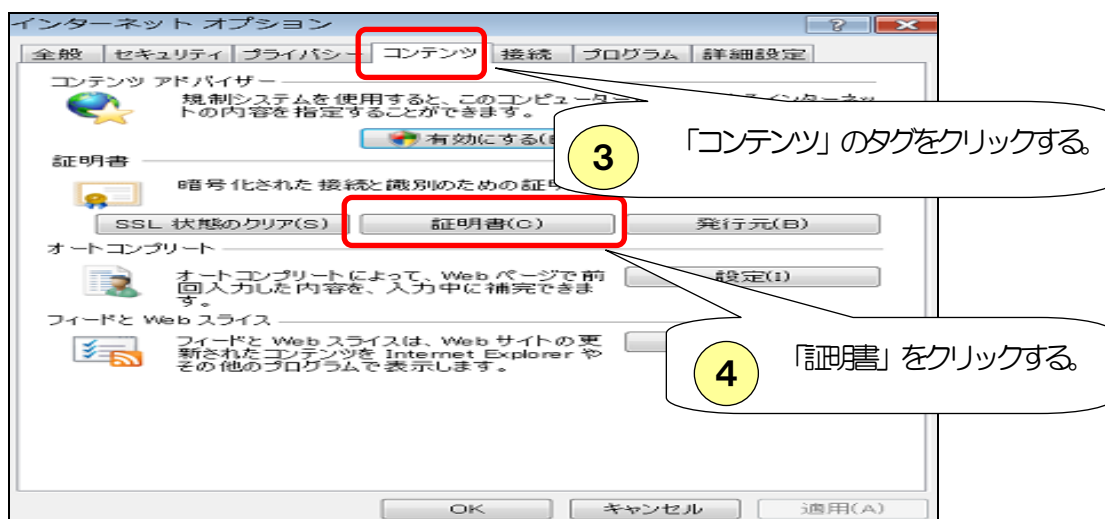 インターネット オプション
全般 セキュリティ プライバシー コンテンツ 接続 プログラム 詳細設定
コンテンツ アドバイザー
規制システムを使用すると、このコンピューター
トの内容を指定することができます。
有効にする(
3
「コンテンツ」のタグをクリックする。
証明書
暗号化された接続と識別のための証明
SSL 状態のクリア(S) 証明書(C) 発行元(B)
オートコンプリート
オートコンプリートによって、Web ページで前
回入力した内容を、入力中に補完できま
す。
設定(I)
フィードと Web スライス
フィードと Web スライスは、Web サイトの更
新されたコンテンツを Internet Explorer や
その他のプログラムで表示します。
4
「証明書」をクリックする。
OK キャンセル 適用(A)